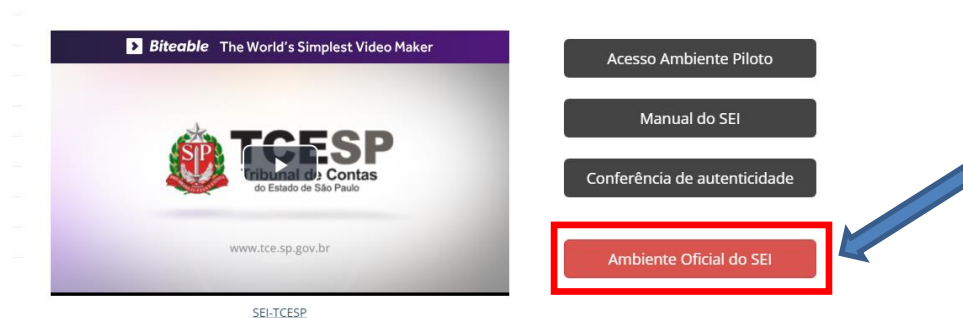 Biteable The World's Simplest Video Maker
SP
TCESP
Tribunal de Contas
do Estado de São Paulo
www.tce.sp.gov.br
SEI-TCESP
Acesso Ambiente Piloto
Manual do SEI
Conferência de autenticidade
Ambiente Oficial do SEI